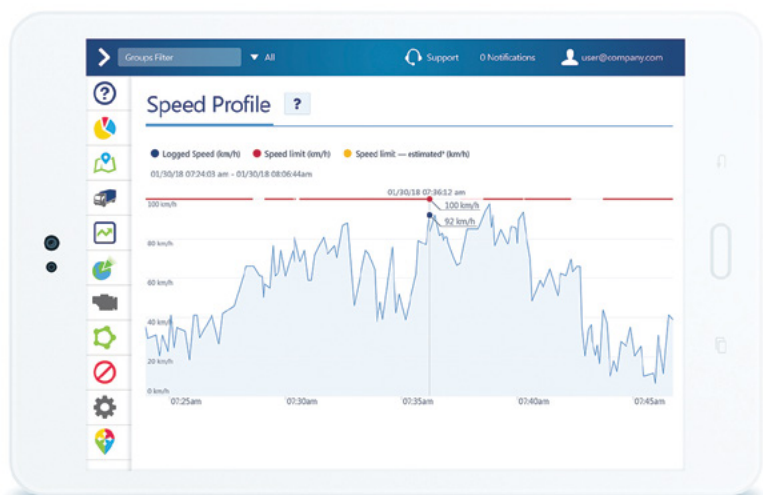 Groups Filter
All
Support
0 Notifications
user@company.com
Speed Profile
?
Logged Speed (km/h) Speed limit (km/h) Speed limit — estimated* (km/h)
01/30/18 07:24:03 am - 01/30/18 08:06:44am
01/30/18 07:36:12 am
100 km/h
100 km/h
92 km/h
80 km/h
60 km/h
40 km/h
20 km/h
0 km/h
07:25am 07:30am 07:35am 07:40am 07:45am